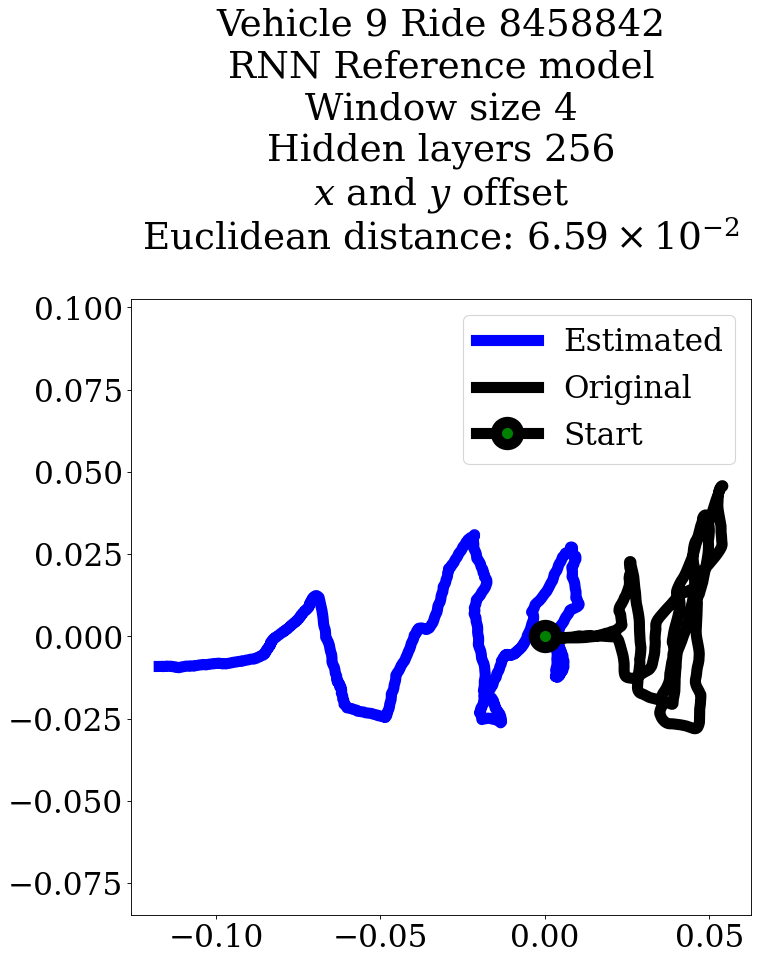 Vehicle 9 Ride 8458842
RNN Reference model
Window size 4
Hidden layers 256
x and y offset
Euclidean distance: 6.59 × 10⁻²
0.100
0.075
0.050
0.025
0.000
−0.025
−0.050
−0.075
Estimated
Original
Start
−0.10
−0.05
0.00
0.05